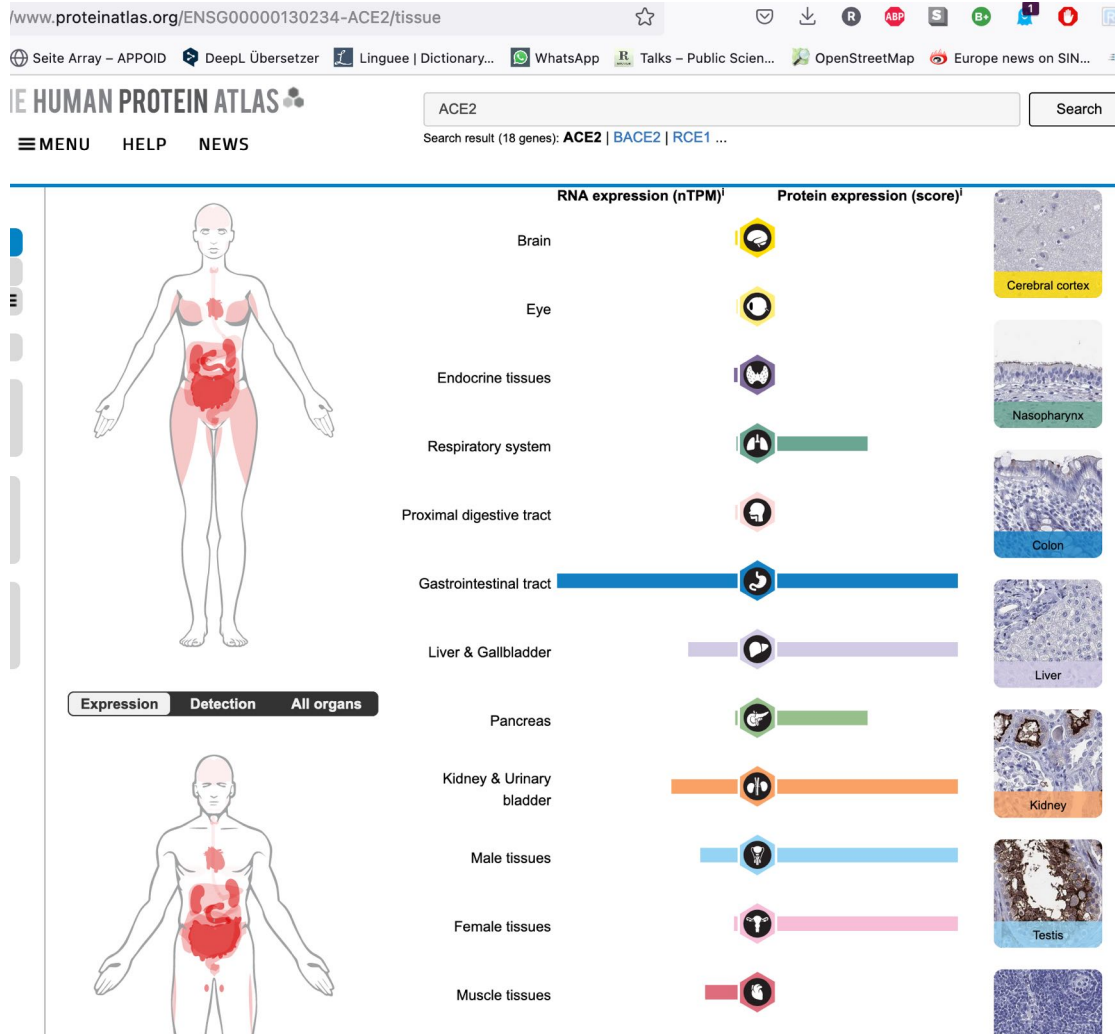 /www.proteinatlas.org/ENSG00000130234-ACE2/tissue
R ABP S B+ 1
Seite Array – APPOID DeepL Übersetzer Linguee | Dictionary... WhatsApp R Talks – Public Scien... OpenStreetMap Europe news on SIN...
HE HUMAN PROTEIN ATLAS
ACE2
Search
Search result (18 genes): ACE2 | BACE2 | RCE1 ...
MENU HELP NEWS
RNA expression (nTPM)i Protein expression (score)i
Brain
Cerebral cortex
Eye
Endocrine tissues
Nasopharynx
Respiratory system
Proximal digestive tract
Colon
Gastrointestinal tract
Liver & Gallbladder
Liver
Expression Detection All organs
Pancreas
Kidney & Urinary
bladder
Kidney
Male tissues
Female tissues
Testis
Muscle tissues